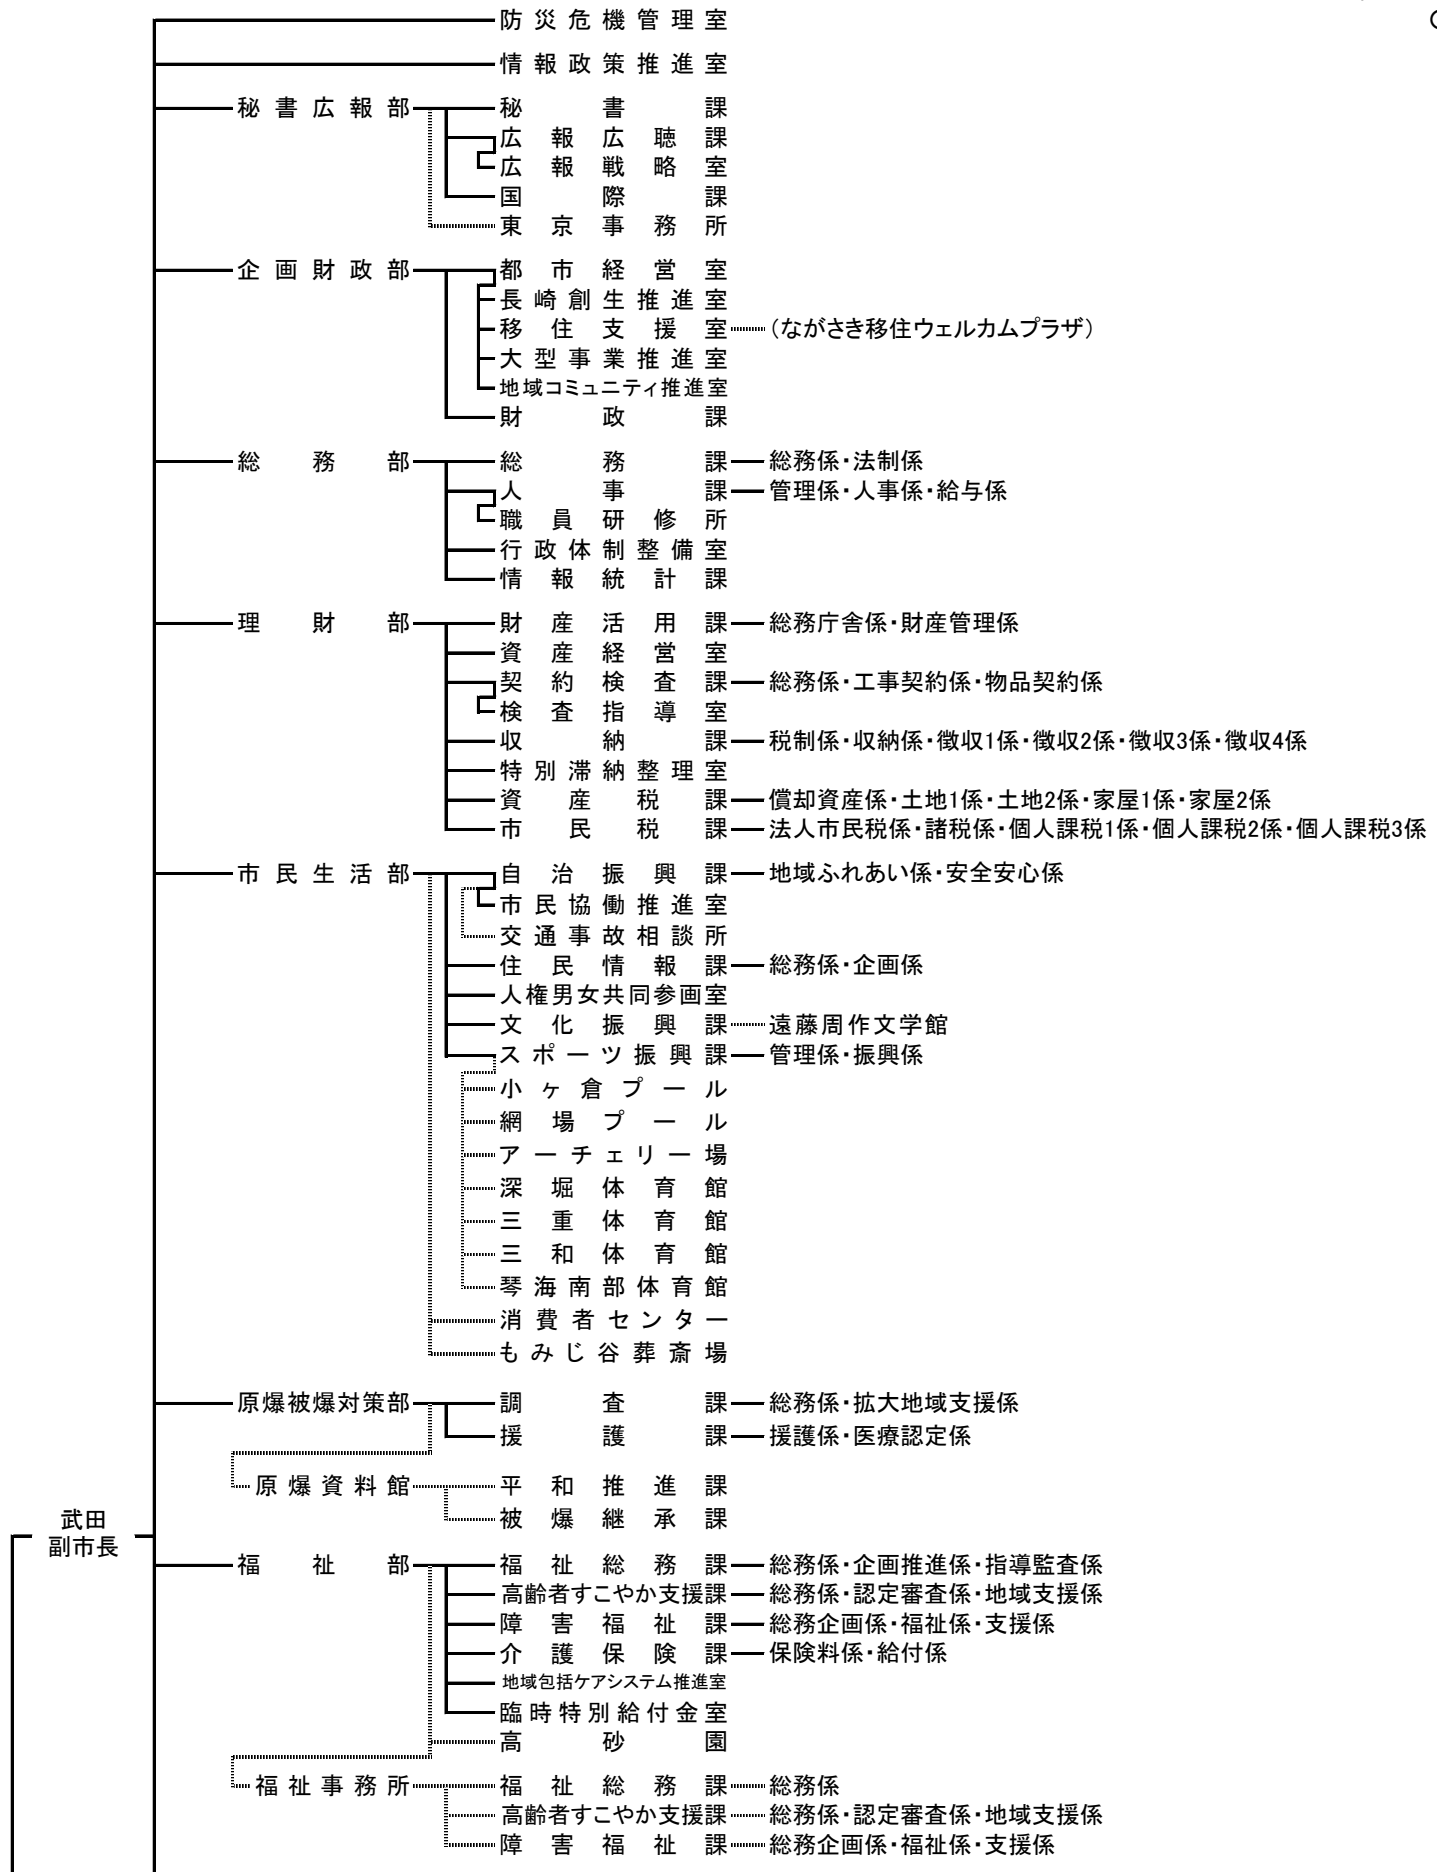 防災危機管理室
情報政策推進室
秘書広報部 秘書課
広報広聴課
広報戦略室
国際課
東京事務所
企画財政部 都市経営室
長崎創生推進室
移住支援室 (ながさき移住ウェルカムプラザ)
大型事業推進室
地域コミュニティ推進室
財政課
総務部 総務課 総務係・法制係
人事課 管理係・人事係・給与係
職員研修所
行政体制整備室
情報統計課
理財部 財産活用課 総務庁舎係・財産管理係
資産経営室
契約検査課 総務係・工事契約係・物品契約係
検査指導室
収納課 税制係・収納係・徴収1係・徴収2係・徴収3係・徴収4係
特別滞納整理室
資産税課 償却資産係・土地1係・土地2係・家屋1係・家屋2係
市民税課 法人市民税係・諸税係・個人課税1係・個人課税2係・個人課税3係
市民生活部 自治振興課 地域ふれあい係・安全安心係
市民協働推進室
交通事故相談所
住民情報課 総務係・企画係
人権男女共同参画室
文化振興課 遠藤周作文学館
スポーツ振興課 管理係・振興係
小ヶ倉プール
網場プール
アーチェリー場
深堀体育館
三重体育館
三和体育館
琴海南部体育館
消費者センター
もみじ谷葬斎場
原爆被爆対策部 調査課 総務係・拡大地域支援係
援護課 援護係・医療認定係
原爆資料館 平和推進課
被爆継承課
武田
副市長
福祉部 福祉総務課 総務係・企画推進係・指導監査係
高齢者すこやか支援課 総務係・認定審査係・地域支援係
障害福祉課 総務企画係・福祉係・支援係
介護保険課 保険料係・給付係
地域包括ケアシステム推進室
臨時特別給付金室
高砂園
福祉事務所 福祉総務課 総務係
高齢者すこやか支援課 総務係・認定審査係・地域支援係
障害福祉課 総務企画係・福祉係・支援係